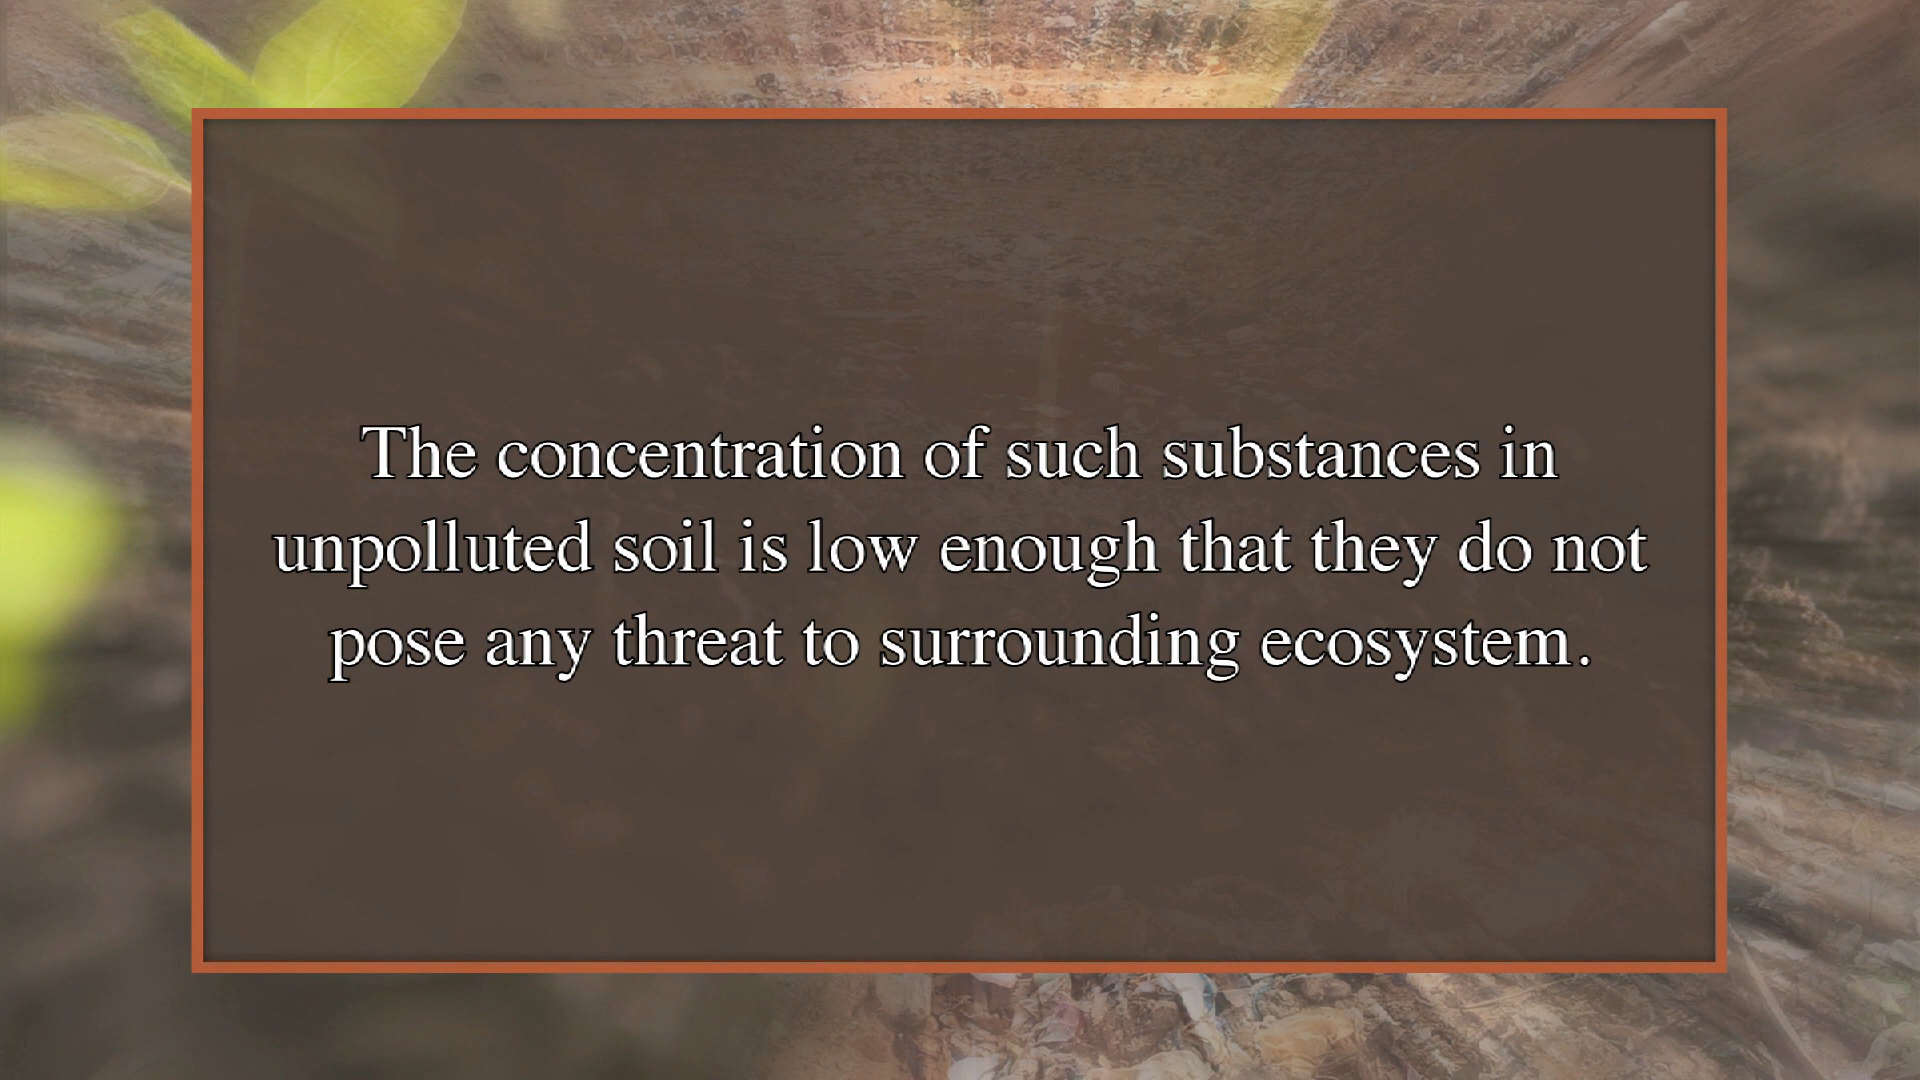 The concentration of such substances in
unpolluted soil is low enough that they do not
pose any threat to surrounding ecosystem.